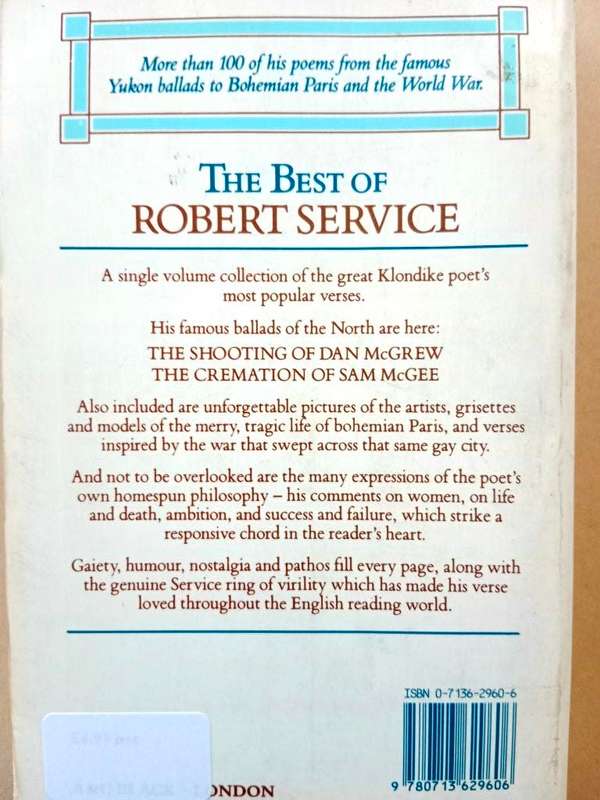 More than 100 of his poems from the famous
Yukon ballads to Bohemian Paris and the World War.
THE BEST OF
ROBERT SERVICE
A single volume collection of the great Klondike poet's
most popular verses.
His famous ballads of the North are here:
THE SHOOTING OF DAN McGREW
THE CREMATION OF SAM McGEE
Also included are unforgettable pictures of the artists, grisettes
and models of the merry, tragic life of bohemian Paris, and verses
inspired by the war that swept across that same gay city.
And not to be overlooked are the many expressions of the poet's
own homespun philosophy – his comments on women, on life
and death, ambition, and success and failure, which strike a
responsive chord in the reader's heart.
Gaiety, humour, nostalgia and pathos fill every page, along with
the genuine Service ring of virility which has made his verse
loved throughout the English reading world.
ISBN 0-7136-2960-6
9 780713 629606
LONDON